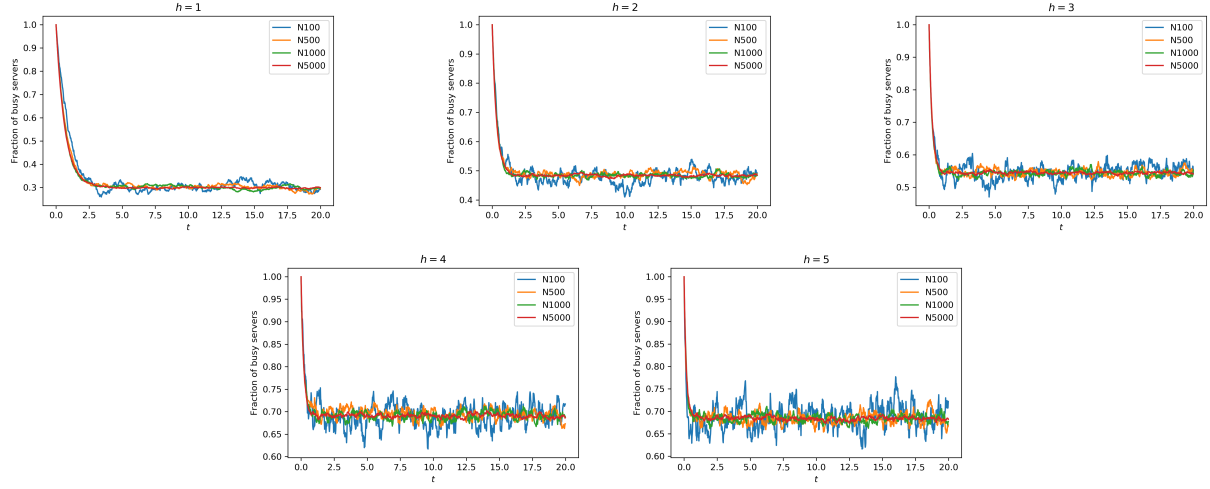 h = 1
1.0
0.9
0.8
0.7
0.6
0.5
0.4
0.3
Fraction of busy servers
0.0 2.5 5.0 7.5 10.0 12.5 15.0 17.5 20.0
t
N100
N500
N1000
N5000
h = 2
1.0
0.9
0.8
0.7
0.6
0.5
0.4
Fraction of busy servers
0.0 2.5 5.0 7.5 10.0 12.5 15.0 17.5 20.0
t
N100
N500
N1000
N5000
h = 3
1.0
0.9
0.8
0.7
0.6
0.5
Fraction of busy servers
0.0 2.5 5.0 7.5 10.0 12.5 15.0 17.5 20.0
t
N100
N500
N1000
N5000
h = 4
1.00
0.95
0.90
0.85
0.80
0.75
0.70
0.65
0.60
Fraction of busy servers
0.0 2.5 5.0 7.5 10.0 12.5 15.0 17.5 20.0
t
N100
N500
N1000
N5000
h = 5
1.00
0.95
0.90
0.85
0.80
0.75
0.70
0.65
0.60
Fraction of busy servers
0.0 2.5 5.0 7.5 10.0 12.5 15.0 17.5 20.0
t
N100
N500
N1000
N5000